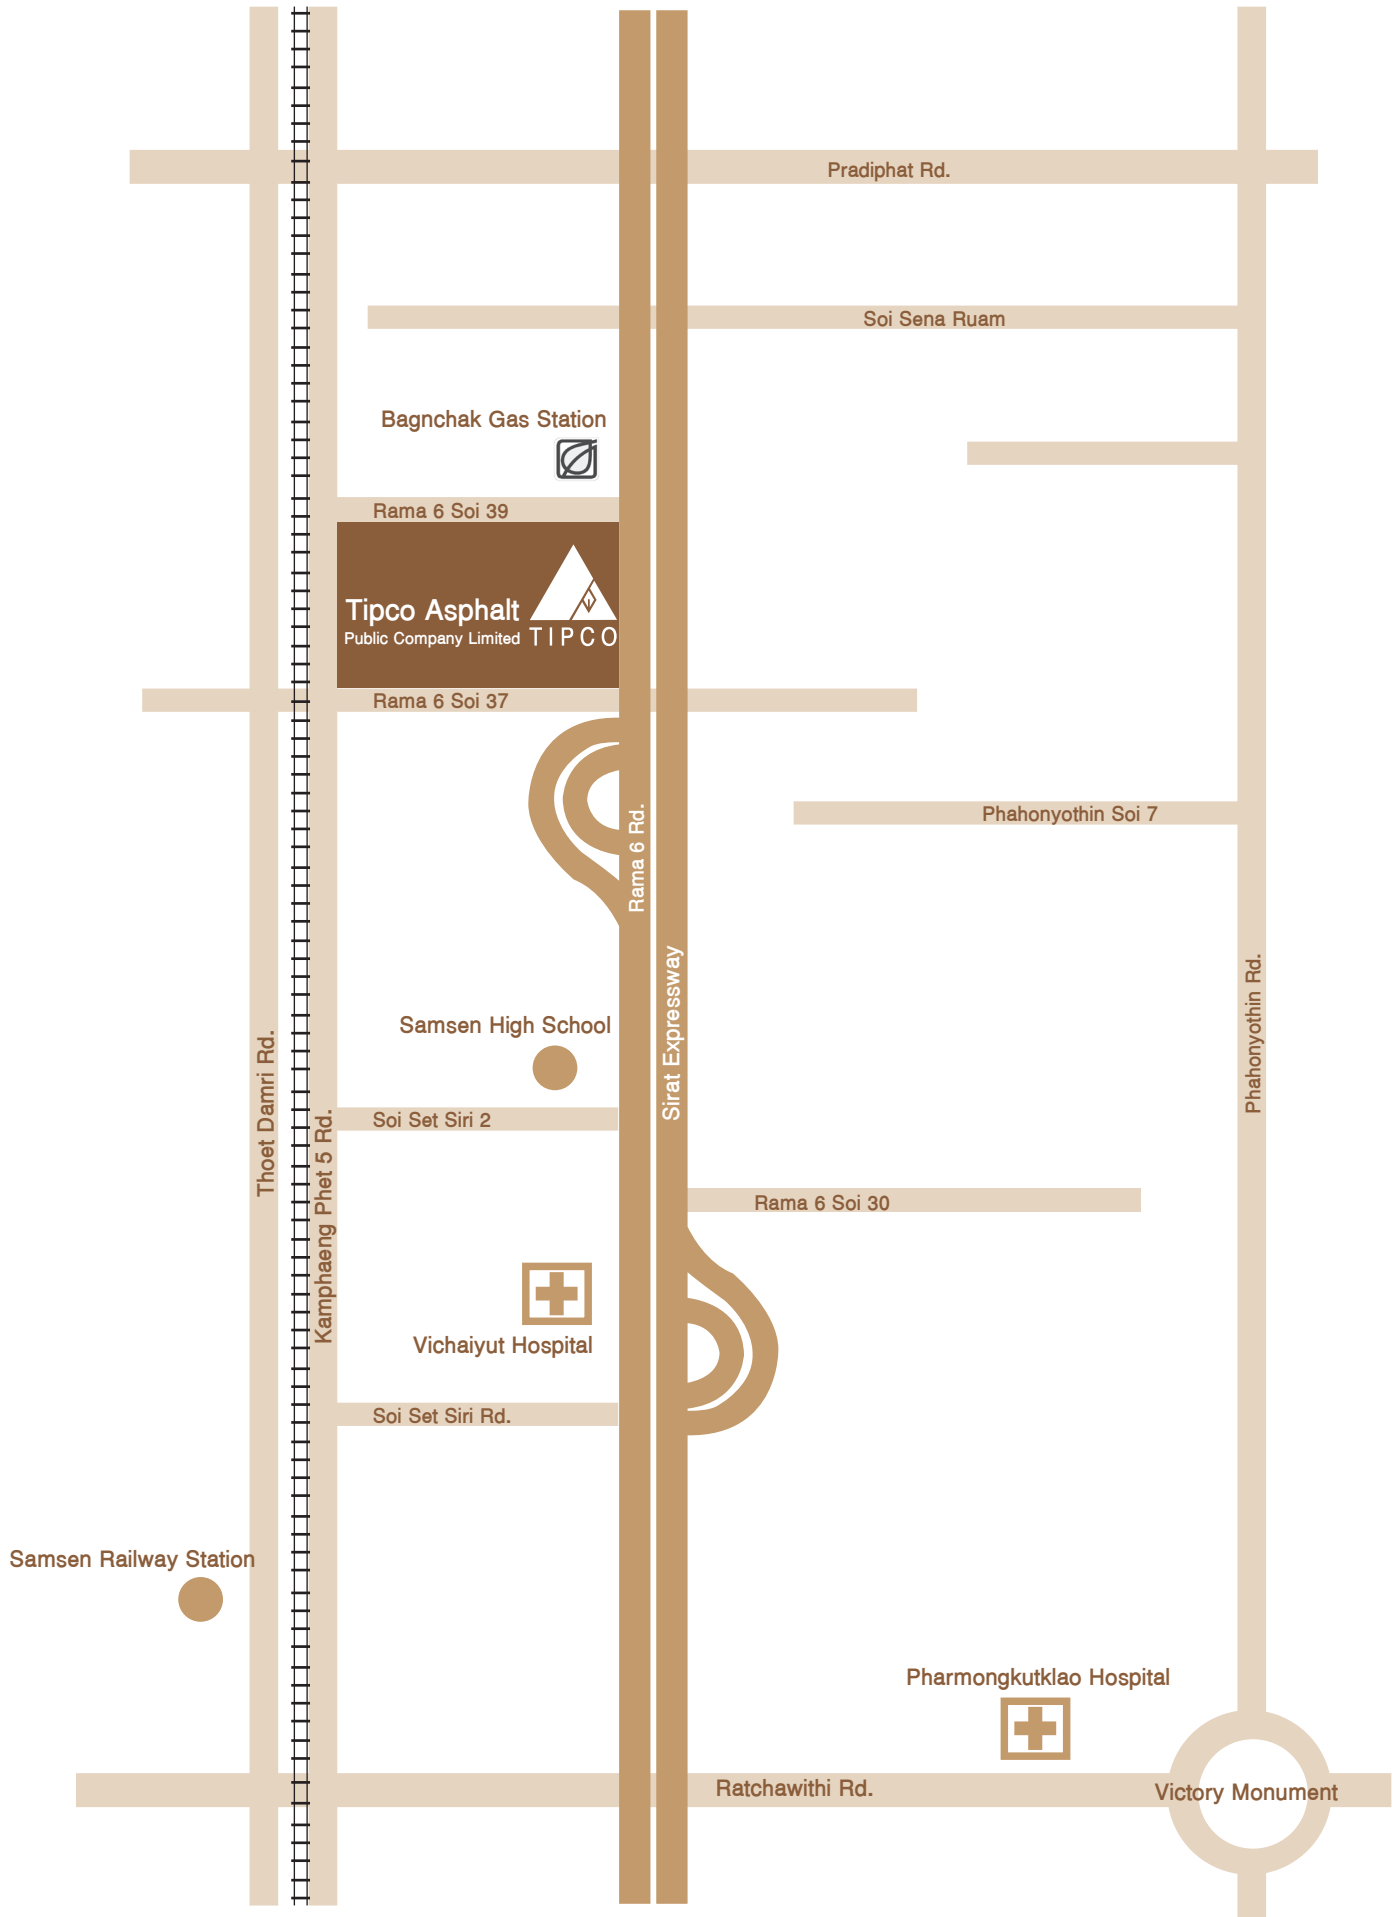 Pradiphat Rd.
Soi Sena Ruam
Bagnchak Gas Station
Rama 6 Soi 39
Tipco Asphalt
Public Company Limited
TIPCO
Rama 6 Soi 37
Phahonyothin Soi 7
Rama 6 Rd.
Sirat Expressway
Phahonyothin Rd.
Samsen High School
Thoet Damri Rd.
Kamphaeng Phet 5 Rd.
Soi Set Siri 2
Rama 6 Soi 30
Vichaiyut Hospital
Soi Set Siri Rd.
Samsen Railway Station
Pharmongkutklao Hospital
Ratchawithi Rd.
Victory Monument